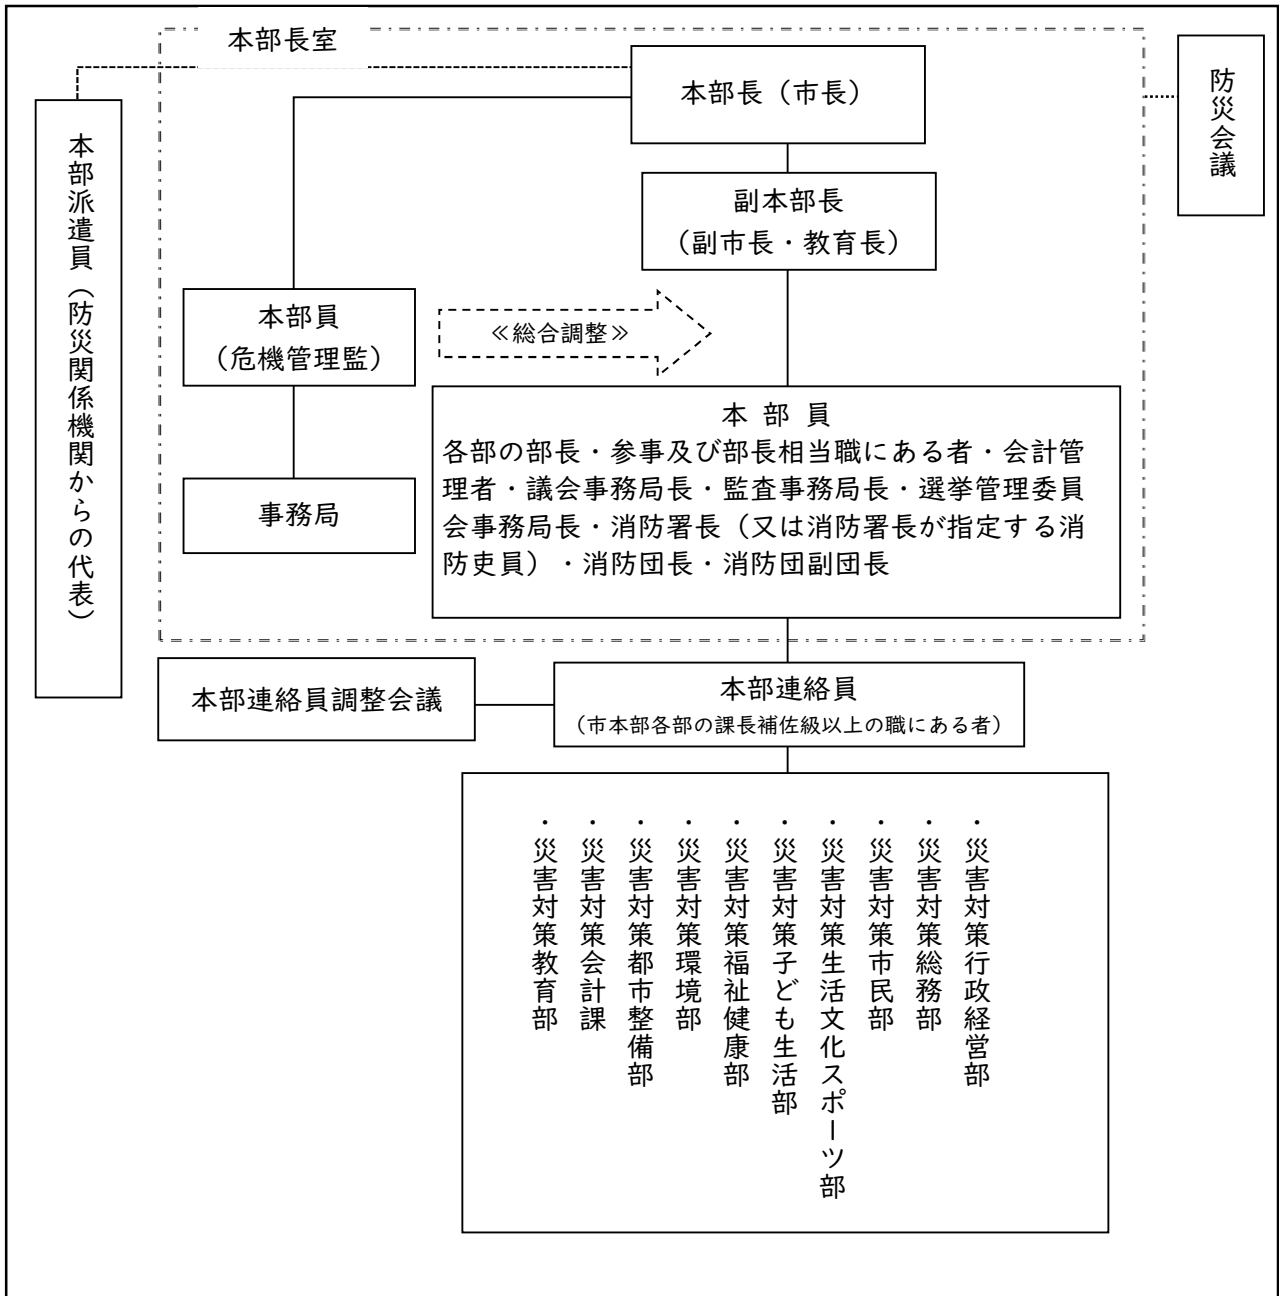 本部長室
本部長（市長）
防災会議
本部派遣員（防災関係機関からの代表）
副本部長
（副市長・教育長）
本部員
（危機管理監）
≪総合調整≫
事務局
本 部 員
各部の部長・参事及び部長相当職にある者・会計管
理者・議会事務局長・監査事務局長・選挙管理委員
会事務局長・消防署長（又は消防署長が指定する消
防吏員）・消防団長・消防団副団長
本部連絡員調整会議
本部連絡員
（市本部各部の課長補佐級以上の職にある者）
・災害対策行政経営部
・災害対策総務部
・災害対策市民部
・災害対策生活文化スポーツ部
・災害対策子ども生活部
・災害対策福祉健康部
・災害対策環境部
・災害対策都市整備部
・災害対策会計課
・災害対策教育部